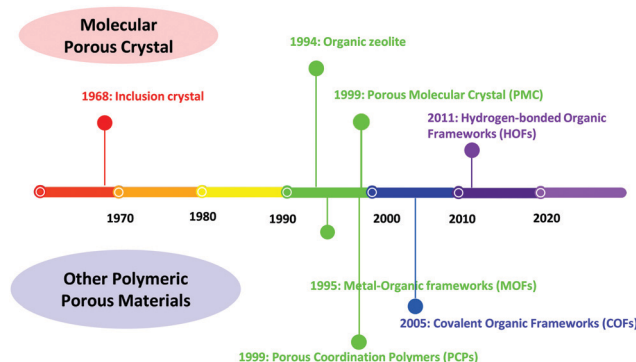 Molecular
Porous Crystal
1994: Organic zeolite
1968: Inclusion crystal
1999: Porous Molecular Crystal (PMC)
2011: Hydrogen-bonded Organic
Frameworks (HOFs)
1970
1980
1990
2000
2010
2020
Other Polymeric
Porous Materials
1995: Metal-Organic frameworks (MOFs)
2005: Covalent Organic Frameworks (COFs)
1999: Porous Coordination Polymers (PCPs)